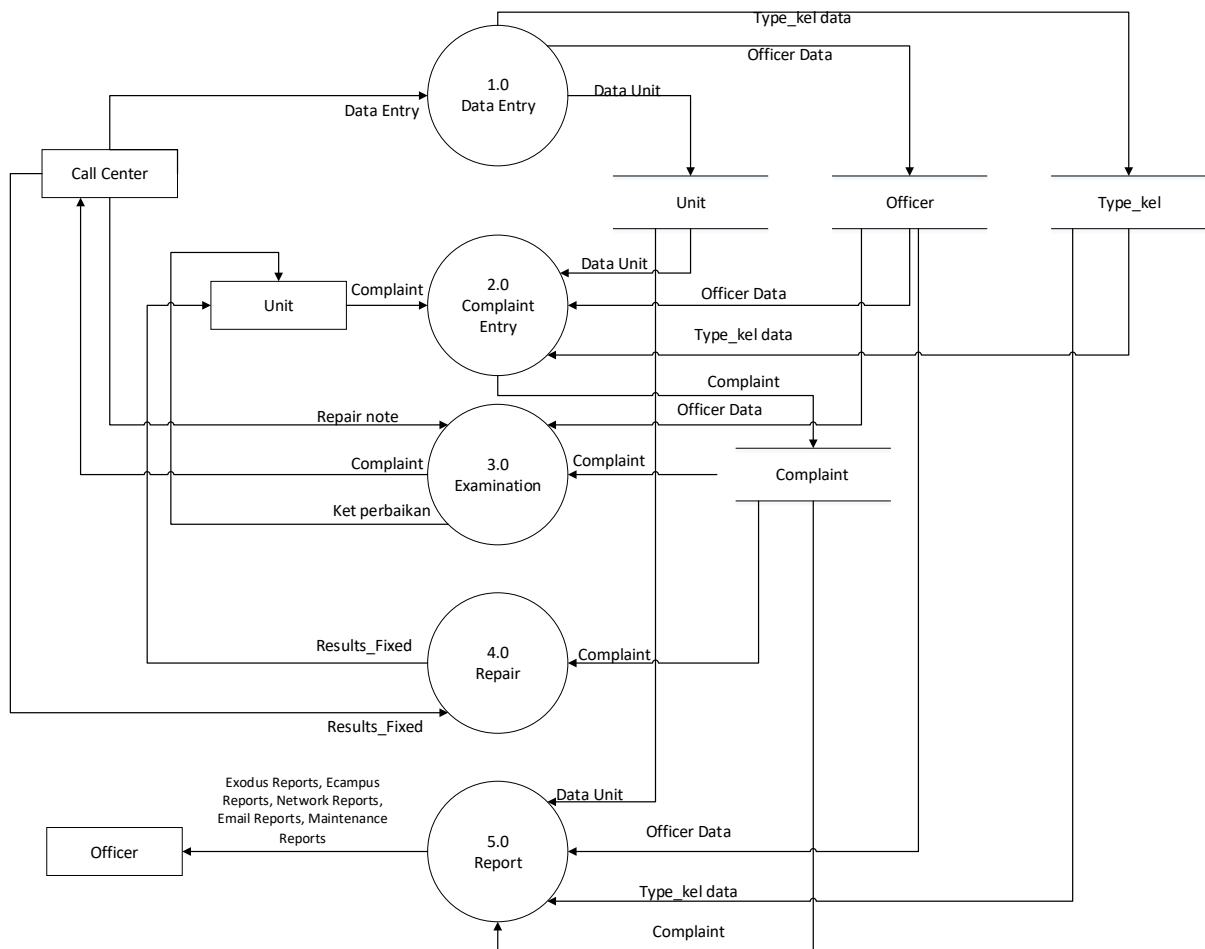 Type_kel data
Officer Data
1.0
Data Entry
Data Unit
Data Entry
Call Center
Unit
Officer
Type_kel
Data Unit
2.0
Complaint
Entry
Complaint
Unit
Officer Data
Type_kel data
Complaint
Officer Data
Repair note
Complaint
3.0
Examination
Complaint
Complaint
Ket perbaikan
4.0
Repair
Results_Fixed
Complaint
Results_Fixed
Exodus Reports, Ecampus
Reports, Network Reports,
Email Reports, Maintenance
Reports
Data Unit
Officer Data
5.0
Report
Officer
Type_kel data
Complaint